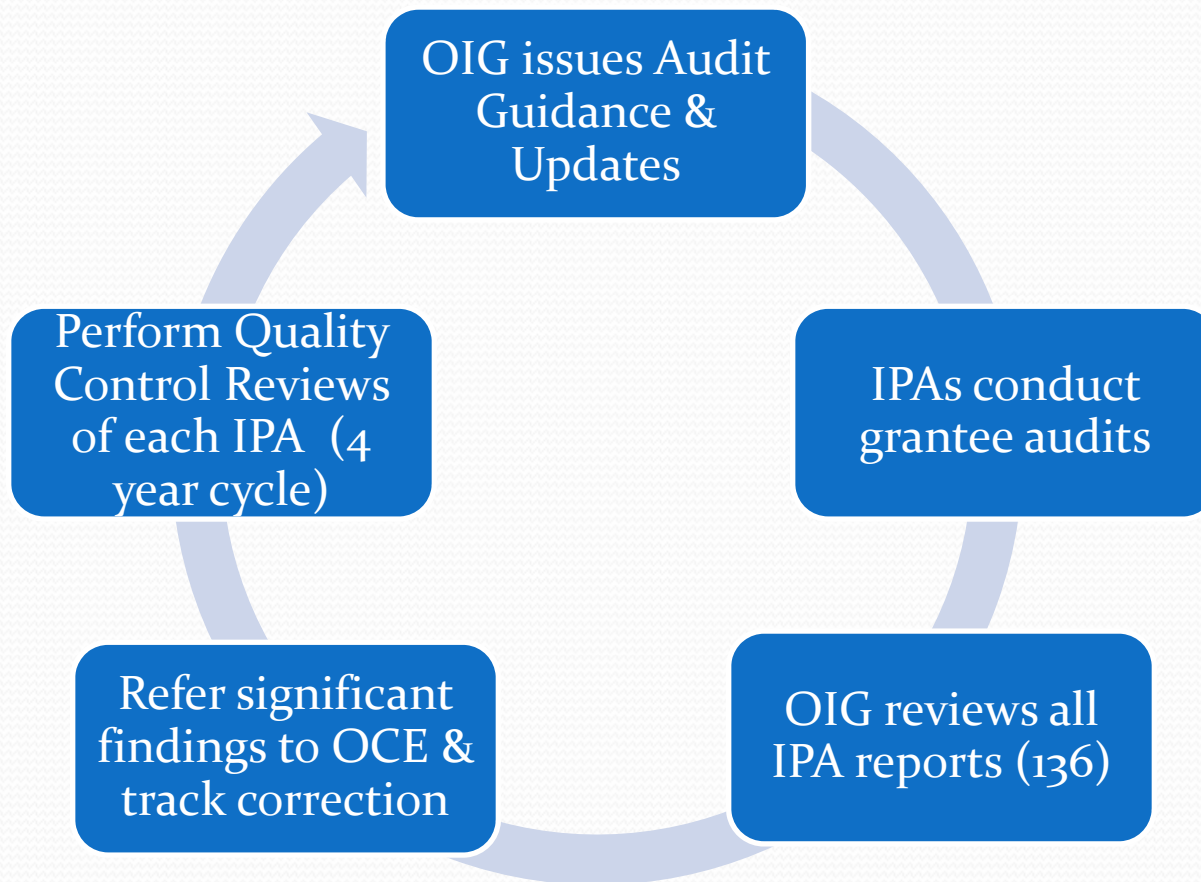 OIG issues Audit
Guidance &
Updates
IPAs conduct
grantee audits
OIG reviews all
IPA reports (136)
Refer significant
findings to OCE &
track correction
Perform Quality
Control Reviews
of each IPA (4
year cycle)